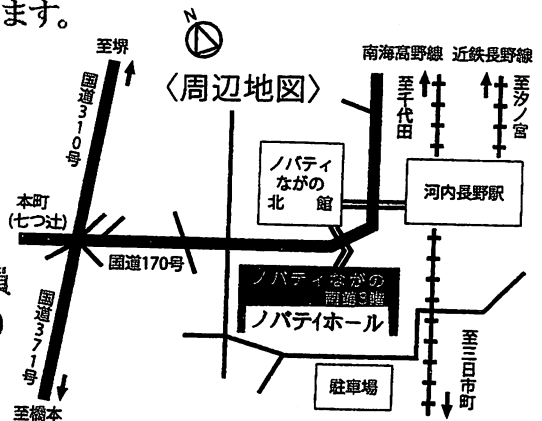 ます。
N
至堺
〈周辺地図〉
南海高野線 近鉄長野線
国道310号
至千代田
至汐ノ宮
ノバティ
ながの
北 館
河内長野駅
本町
(七つ辻)
国道170号
ノバティながの
南館3階
ノバティホール
国道371号
至三日市町
駐車場
至橋本